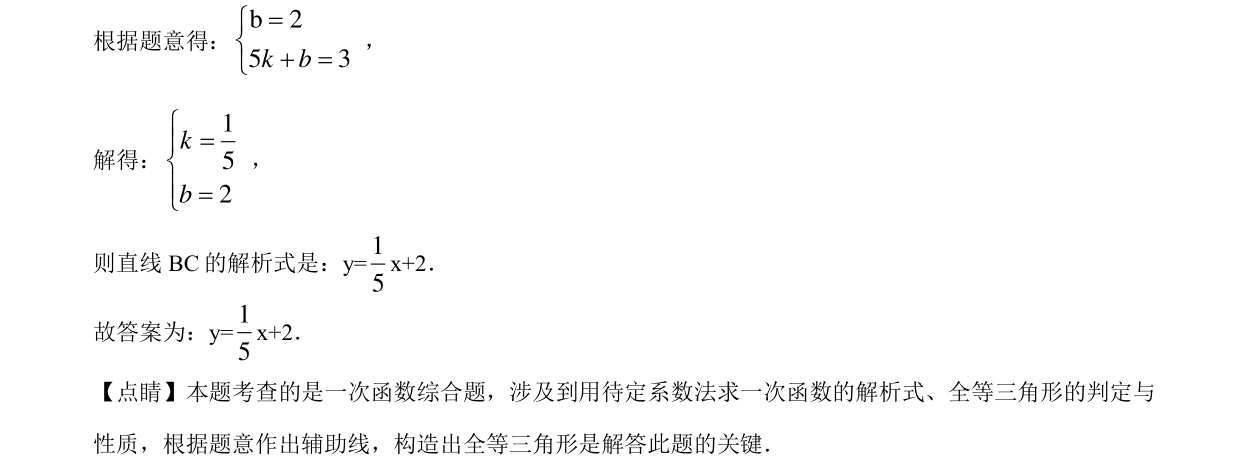 根据题意得：{b = 2
5k + b = 3 ，
解得：{k = 1/5
b = 2 ，
则直线 BC 的解析式是：y=1/5 x+2．
故答案为：y=1/5 x+2．
【点睛】本题考查的是一次函数综合题，涉及到用待定系数法求一次函数的解析式、全等三角形的判定与
性质，根据题意作出辅助线，构造出全等三角形是解答此题的关键．